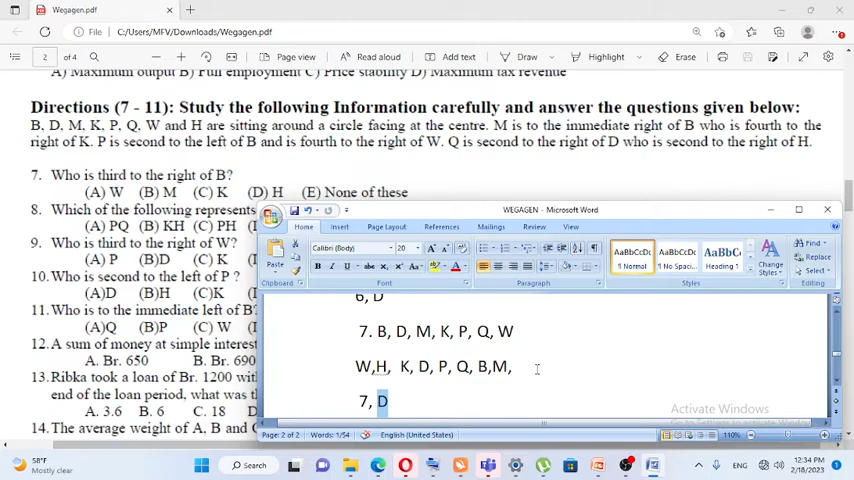 Wegagen.pdf
File
C:/Users/MFV/Downloads/Wegagen.pdf
2 of 4
Page view
Add text
Draw
Highlight
Erase
A) Maximum output B) Full employment C) Price stability D) Maximum tax revenue
Directions (7 - 11): Study the following Information carefully and answer the questions given below:
B, D, M, K, P, Q, W and H are sitting around a circle facing at the centre. M is to the immediate right of B who is fourth to the
right of K. P is second to the left of B and is fourth to the right of W. Q is second to the right of D who is second to the right of H.
7. Who is third to the right of B?
(A) W (B) M (C) K (D) H (E) None of these
8. Which of the following represents
(A) PQ (B) KH (C) PH (
9. Who is third to the right of W?
(A) P (B)D (C) K (
10. Who is second to the left of P ?
(A)D (B)H (C)K (
11. Who is to the immediate left of B?
(A)Q (B)P (C) W (
12. A sum of money at simple interest
A. Br. 650 B. Br. 690
13. Ribka took a loan of Br. 1200 with
end of the loan period, what was th
A. 3.6 B. 6 C. 18 D
14. The average weight of A, B and C
WEGAGEN - Microsoft Word
Home Insert Page Layout References Mailings Review View
Paste
Clipboard
Calibri (Body) 20
Font
Paragraph
AaBbCcDc AaBbCcDc AaBbCc
¶ Normal ¶ No Spaci... Heading 1
Change Styles
Styles
Find
Replace
Select
Editing
6, D
7. B, D, M, K, P, Q, W
W,H, K, D, P, Q, B,M,
7, D
Activate Windows
Go to Settings to activate Windows.
Page: 2 of 2 Words: 1/54 English (United States) 110%
58°F
Mostly clear
Search
ENG
12:34 PM
2/18/2023